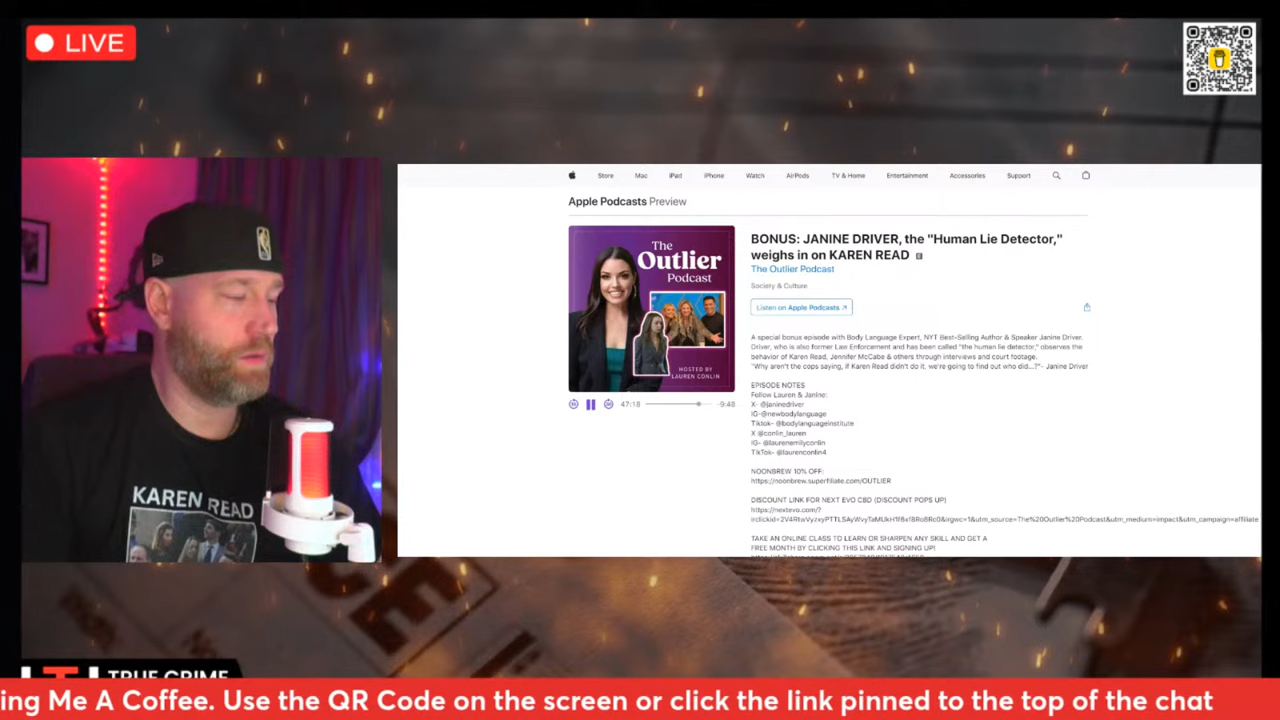 LIVE
Store Mac iPad iPhone Watch AirPods TV & Home Entertainment Accessories Support
Apple Podcasts Preview
The
Outlier
Podcast
HOSTED BY
LAUREN CONLIN
47:18 -9:48
BONUS: JANINE DRIVER, the "Human Lie Detector,"
weighs in on KAREN READ
The Outlier Podcast
Society & Culture
Listen on Apple Podcasts ↗
A special bonus episode with Body Language Expert, NYT Best-Selling Author & Speaker Janine Driver.
Driver, who is also former Law Enforcement and has been called "the human lie detector," observes the
behavior of Karen Read, Jennifer McCabe & others through interviews and court footage.
"Why aren't the cops saying, if Karen Read didn't do it, we're going to find out who did...?"- Janine Driver
EPISODE NOTES
Follow Lauren & Janine:
X- @janinedriver
IG-@newbodylanguage
Tiktok- @bodylanguageinstitute
X @conlin_lauren
IG- @laurenemilyconlin
TikTok- @laurenconlin4
NOONBREW 10% OFF:
https://noonbrew.superfiliate.com/OUTLIER
DISCOUNT LINK FOR NEXT EVO CBD (DISCOUNT POPS UP)
https://nextevo.com/?
TAKE AN ONLINE CLASS TO LEARN OR SHARPEN ANY SKILL AND GET A
FREE MONTH BY CLICKING THIS LINK AND SIGNING UP!
KAREN READ
TRUE CRIME
ing Me A Coffee. Use the QR Code on the screen or click the link pinned to the top of the chat